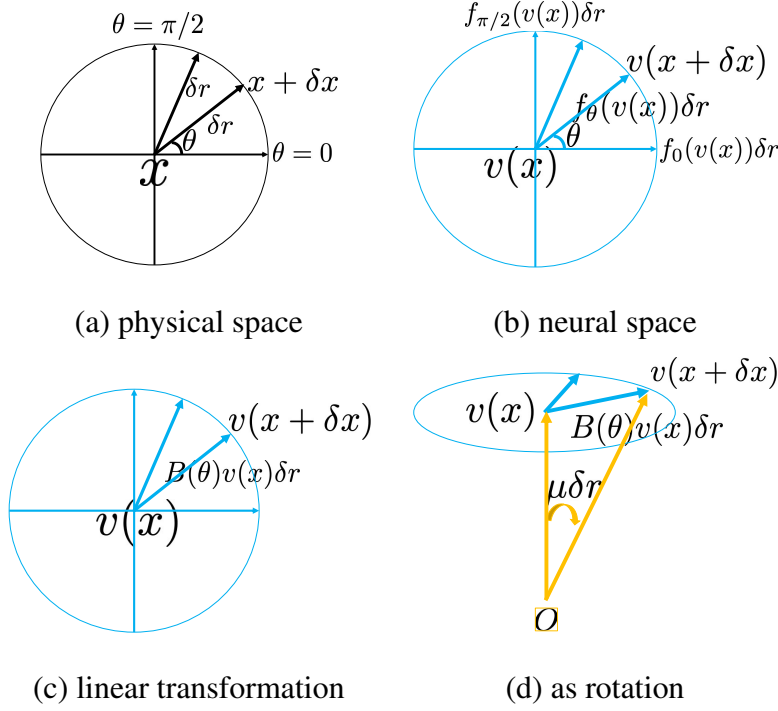 θ = π/2
δr
x + δx
δr
θ
θ = 0
x
(a) physical space
f_{π/2}(v(x))δr
v(x + δx)
f_θ(v(x))δr
θ
f_0(v(x))δr
v(x)
(b) neural space
v(x + δx)
B(θ)v(x)δr
v(x)
(c) linear transformation
v(x + δx)
v(x)
B(θ)v(x)δr
μδr
O
(d) as rotation